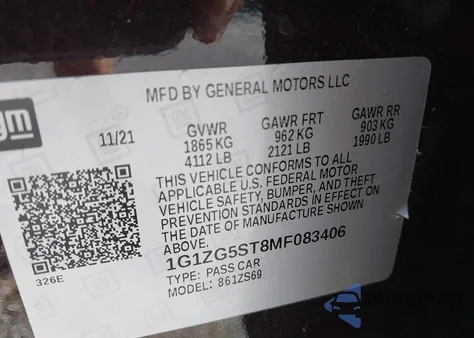 MFD BY GENERAL MOTORS LLC
gm
11/21
GVWR
1865 KG
4112 LB
GAWR FRT
962 KG
2121 LB
GAWR RR
903 KG
1990 LB
THIS VEHICLE CONFORMS TO ALL
APPLICABLE U.S. FEDERAL MOTOR
VEHICLE SAFETY, BUMPER, AND THEFT
PREVENTION STANDARDS IN EFFECT ON
THE DATE OF MANUFACTURE SHOWN
ABOVE.
1G1ZG5ST8MF083406
TYPE: PASS CAR
MODEL: 861ZS69
326E